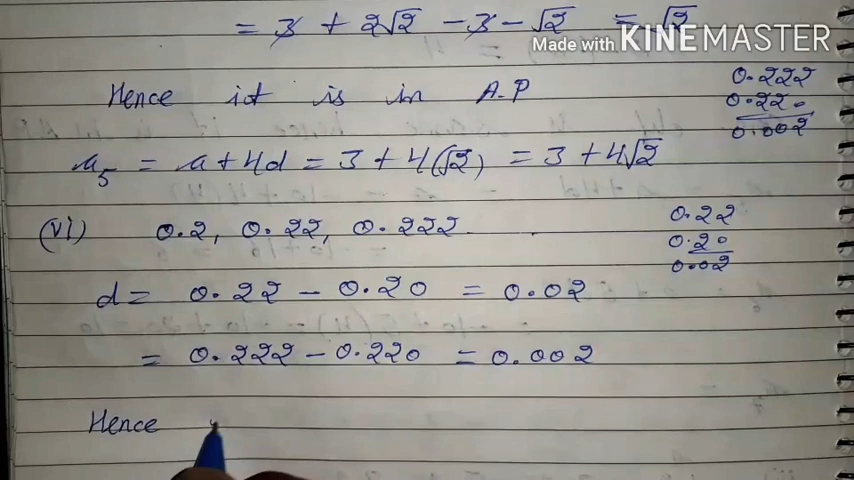 = 3 + 2√2 - 3 - √2 = √2
Made with KINEMASTER
Hence it is in A.P
0.222
0.220
0.002
a₅ = a + 4d = 3 + 4(√2) = 3 + 4√2
(vi) 0.2, 0.22, 0.222 - - .
0.22
0.20
0.02
d = 0.22 - 0.20 = 0.02
= 0.222 - 0.220 = 0.002
Hence